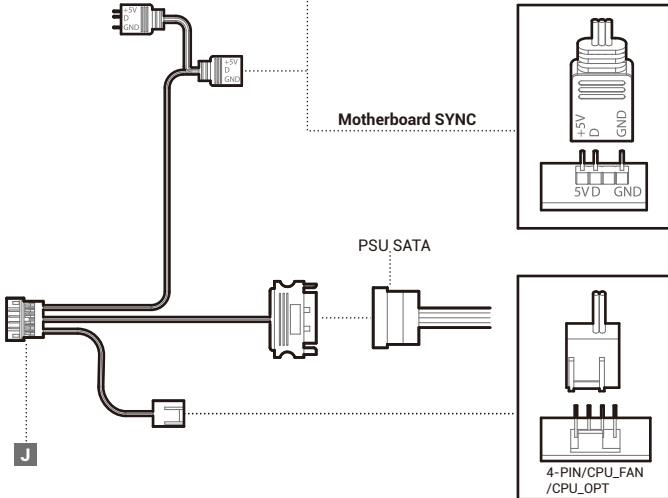 +5V
D
GND
+5V
D
GND
Motherboard SYNC
+5V
D
GND
5V D GND
PSU SATA
J
4-PIN/CPU_FAN
/CPU_OPT